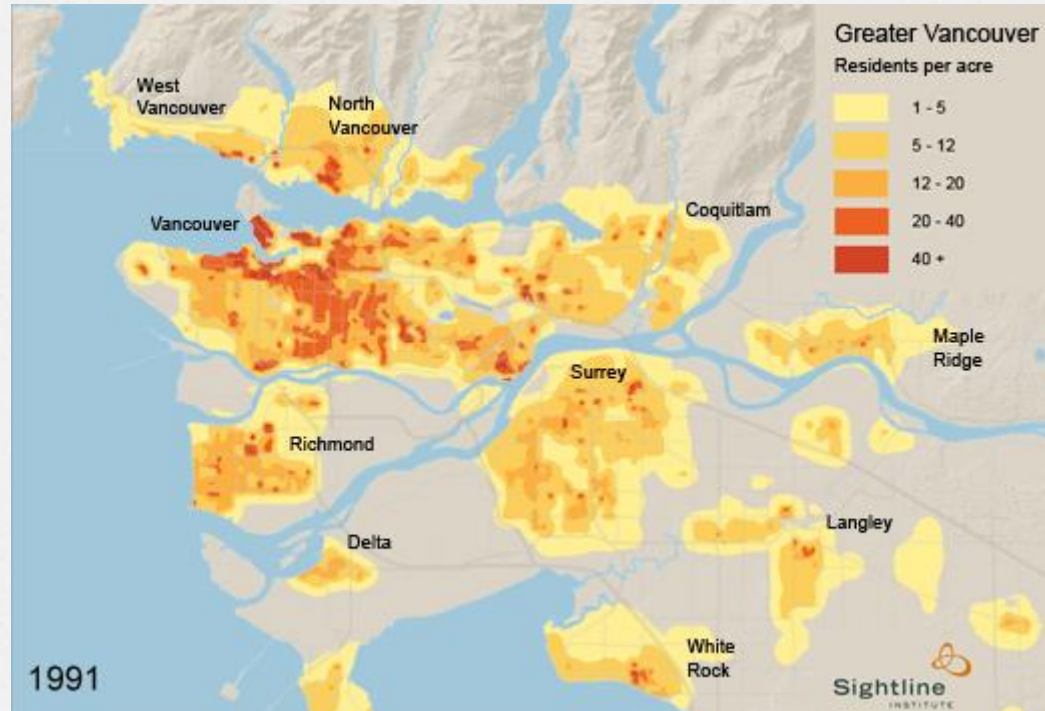 Greater Vancouver
Residents per acre
1 - 5
5 - 12
12 - 20
20 - 40
40 +
West
Vancouver
North
Vancouver
Vancouver
Coquitlam
Maple
Ridge
Surrey
Richmond
Langley
Delta
White
Rock
1991
Sightline
INSTITUTE